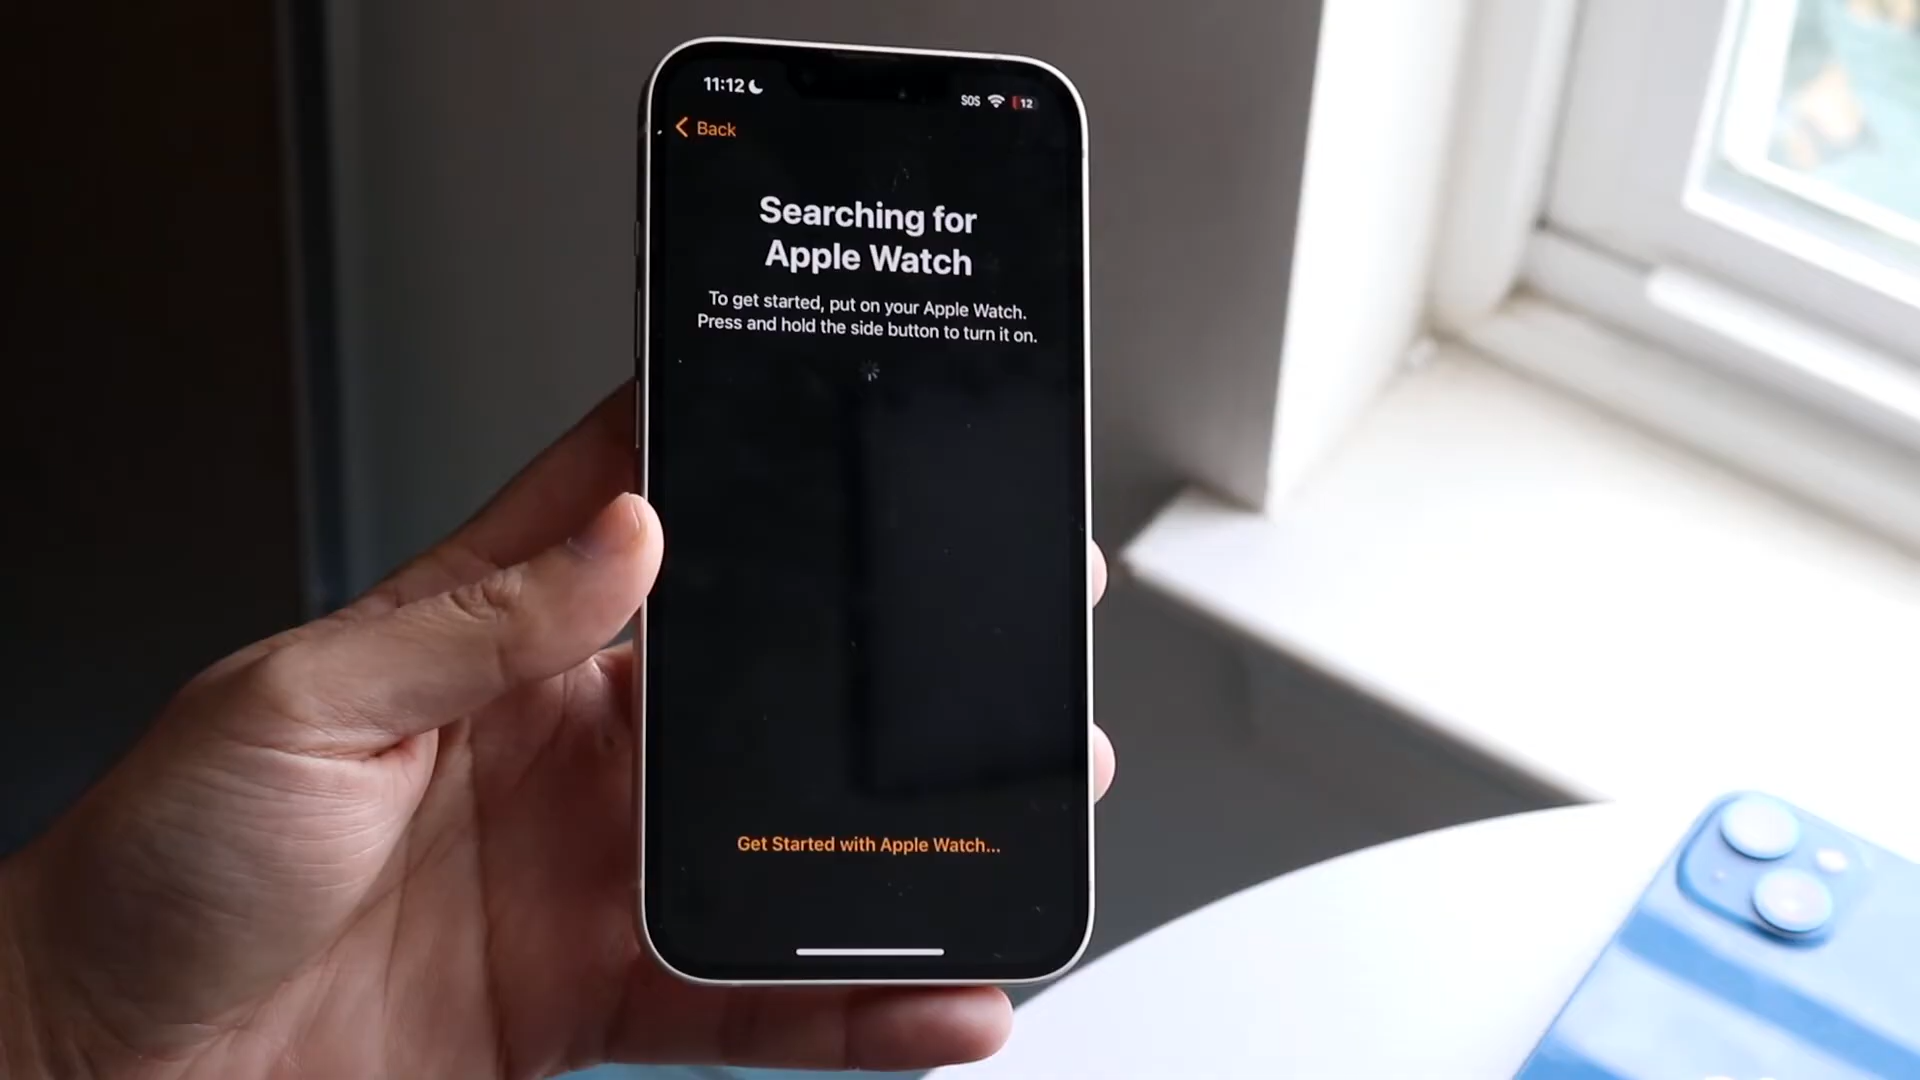 11:12
SOS 12
Back
Searching for
Apple Watch
To get started, put on your Apple Watch.
Press and hold the side button to turn it on.
Get Started with Apple Watch...